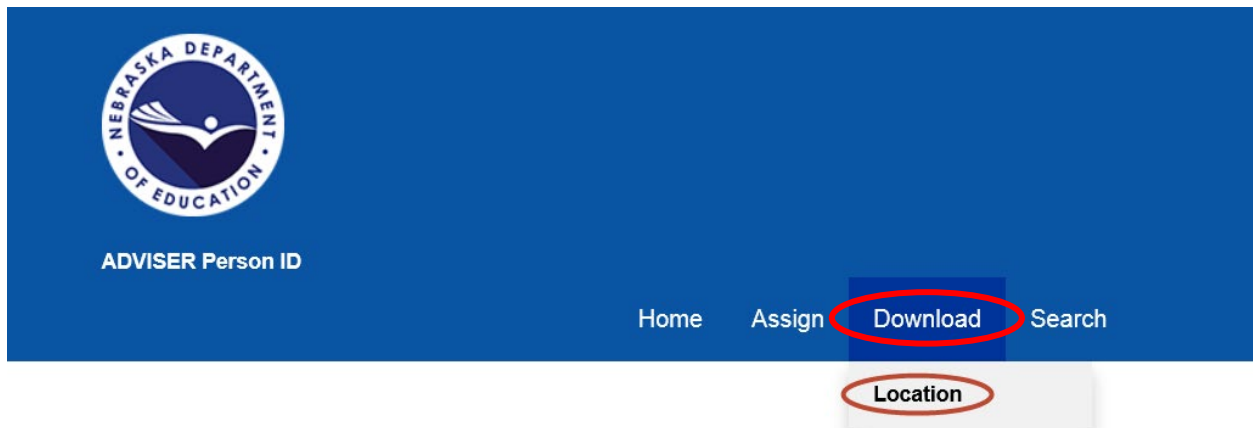 NEBRASKA DEPARTMENT
OF EDUCATION
ADVISER Person ID
Home Assign Download Search
Location